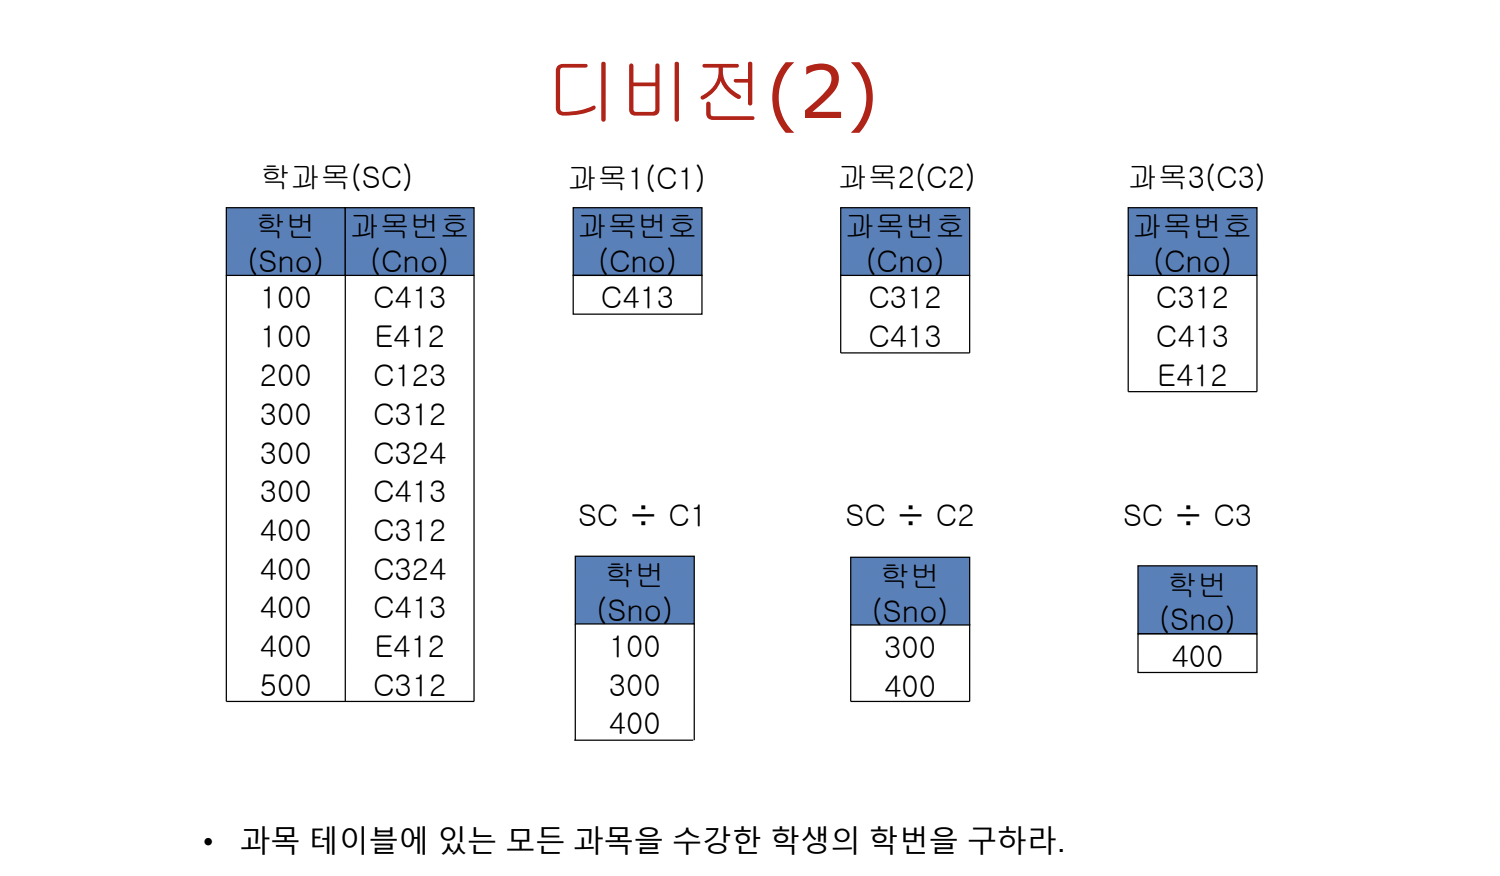 디비전(2)
학과목(SC)
학번 과목번호
(Sno) (Cno)
100 C413
100 E412
200 C123
300 C312
300 C324
300 C413
400 C312
400 C324
400 C413
400 E412
500 C312
과목1(C1)
과목번호
(Cno)
C413
과목2(C2)
과목번호
(Cno)
C312
C413
과목3(C3)
과목번호
(Cno)
C312
C413
E412
SC ÷ C1
학번
(Sno)
100
300
400
SC ÷ C2
학번
(Sno)
300
400
SC ÷ C3
학번
(Sno)
400
• 과목 테이블에 있는 모든 과목을 수강한 학생의 학번을 구하라.